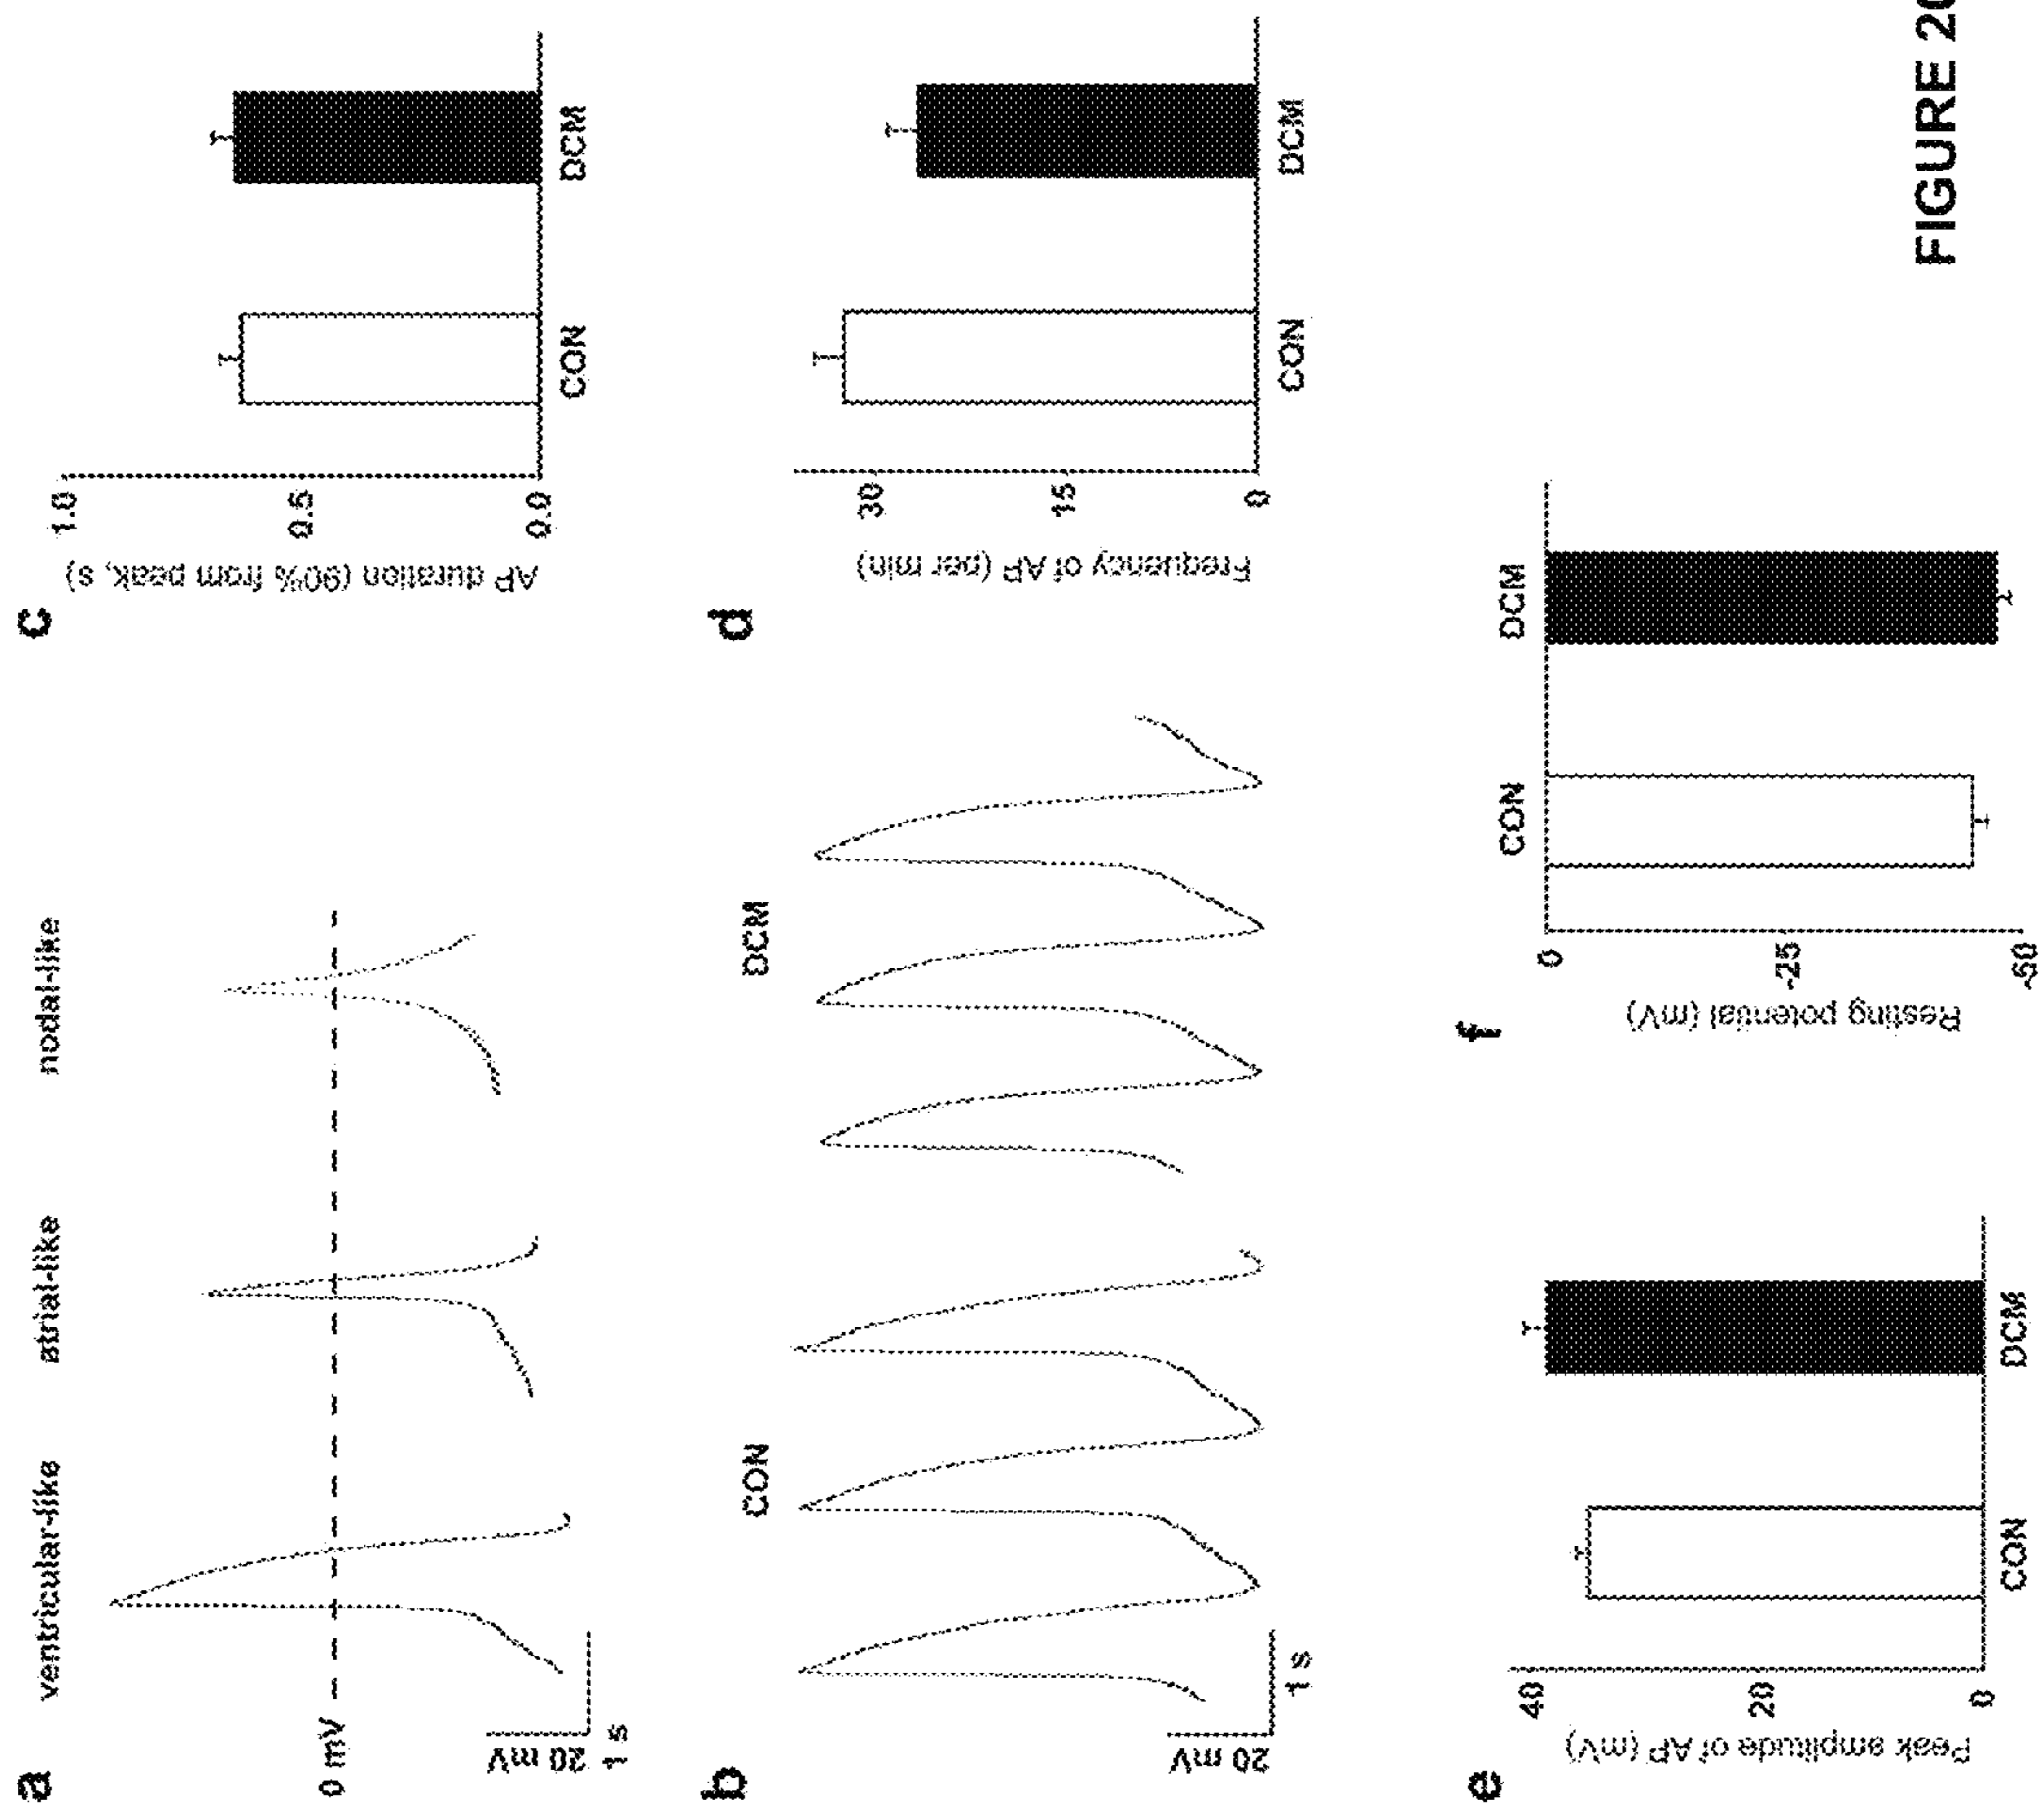 a
ventricular-like
atrial-like
nodal-like
0 mV
20 mV
1 s
b
CON
DCM
20 mV
1 s
c
AP duration (90% from peak, s)
1.0
0.5
0.0
CON
DCM
d
Frequency of AP (per min)
30
15
0
CON
DCM
e
Peak amplitude of AP (mV)
40
20
0
CON
DCM
f
Resting potential (mV)
CON
DCM
0
-25
FIGURE